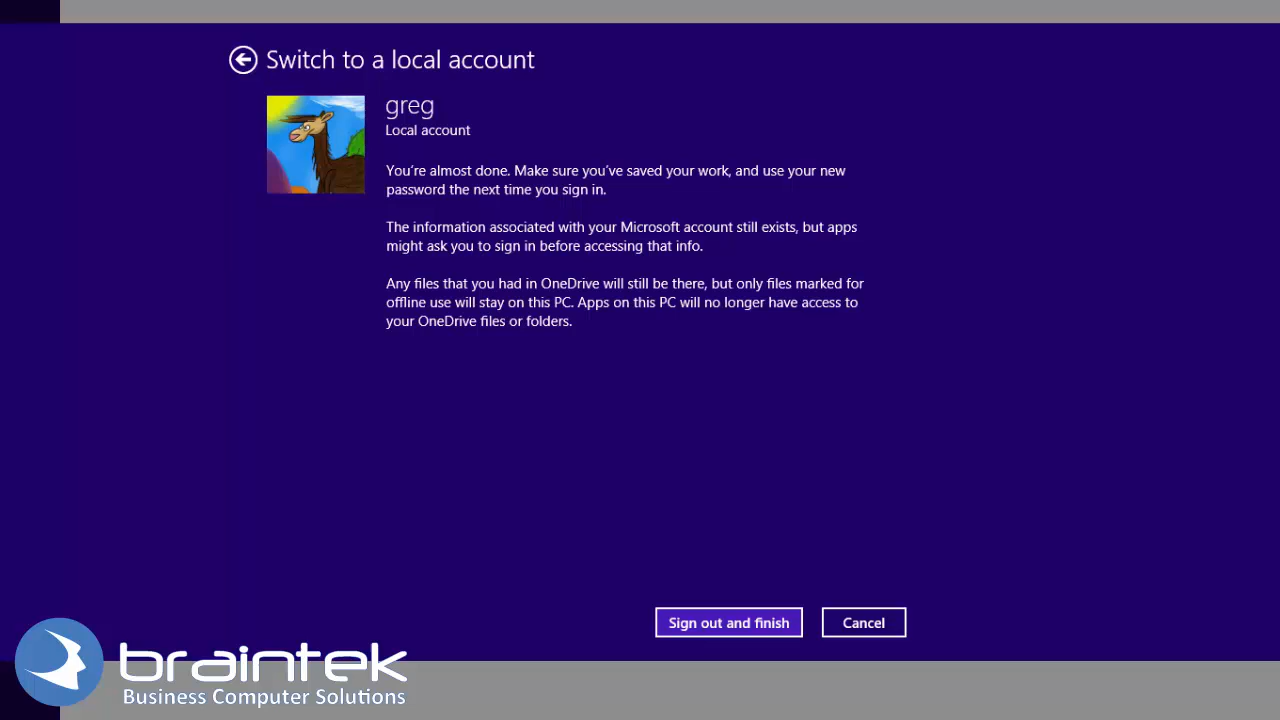 Switch to a local account
greg
Local account
You’re almost done. Make sure you’ve saved your work, and use your new
password the next time you sign in.
The information associated with your Microsoft account still exists, but apps
might ask you to sign in before accessing that info.
Any files that you had in OneDrive will still be there, but only files marked for
offline use will stay on this PC. Apps on this PC will no longer have access to
your OneDrive files or folders.
Sign out and finish
Cancel
braintek
Business Computer Solutions